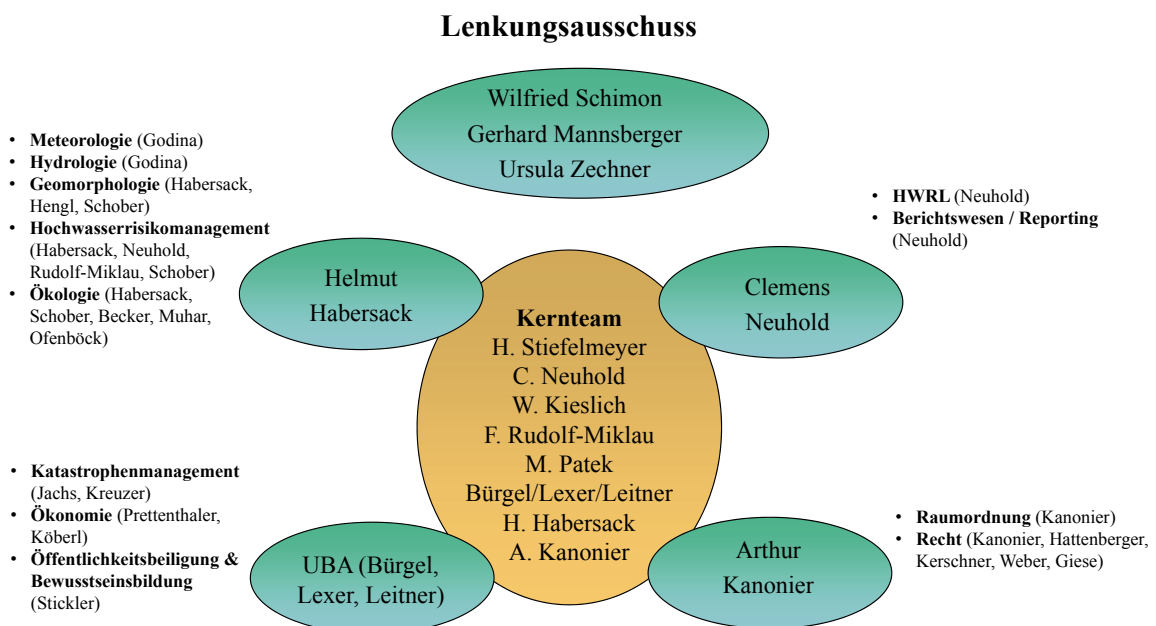 Lenkungsausschuss
Wilfried Schimon
Gerhard Mannsberger
Ursula Zechner
• Meteorologie (Godina)
• Hydrologie (Godina)
• Geomorphologie (Habersack,
Hengl, Schober)
• Hochwasserrisikomanagement
(Habersack, Neuhold,
Rudolf-Miklau, Schober)
• Ökologie (Habersack,
Schober, Becker, Muhar,
Ofenböck)
• HWRL (Neuhold)
• Berichtswesen / Reporting
(Neuhold)
Helmut
Habersack
Clemens
Neuhold
Kernteam
H. Stiefelmeyer
C. Neuhold
W. Kieslich
F. Rudolf-Miklau
M. Patek
Bürgel/Lexer/Leitner
H. Habersack
A. Kanonier
• Katastrophenmanagement
(Jachs, Kreuzer)
• Ökonomie (Prettenthaler,
Köberl)
• Öffentlichkeitsbeiligung &
Bewusstseinsbildung
(Stickler)
UBA (Bürgel,
Lexer, Leitner)
Arthur
Kanonier
• Raumordnung (Kanonier)
• Recht (Kanonier, Hattenberger,
Kerschner, Weber, Giese)